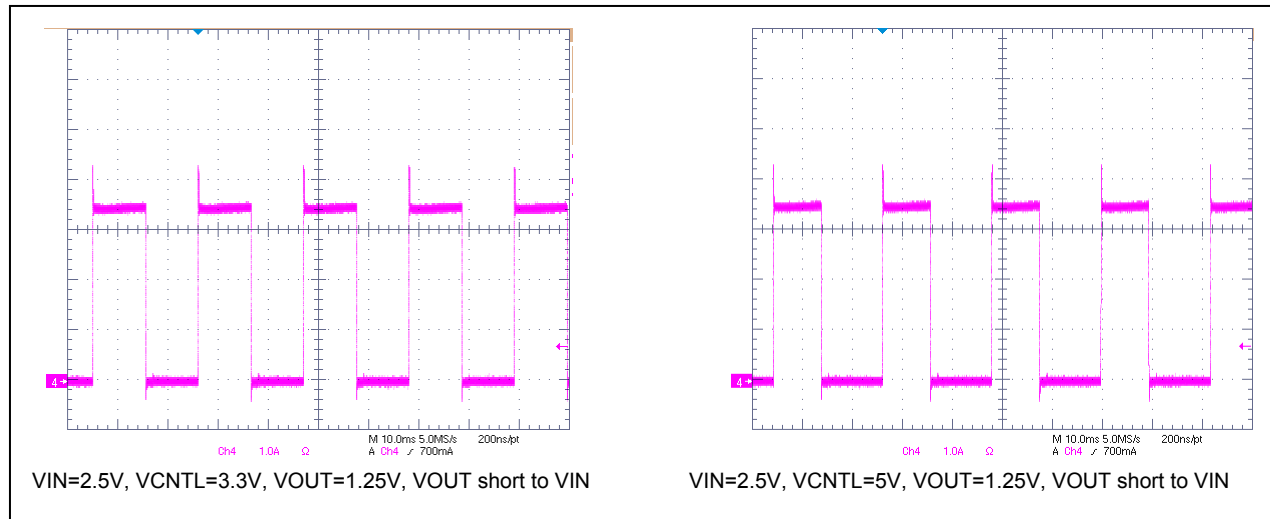 4
M 10.0ms 5.0MS/s 200ns/pt
Ch4 1.0A Ω
A Ch4 700mA
VIN=2.5V, VCNTL=3.3V, VOUT=1.25V, VOUT short to VIN
4
M 10.0ms 5.0MS/s 200ns/pt
Ch4 1.0A Ω
A Ch4 700mA
VIN=2.5V, VCNTL=5V, VOUT=1.25V, VOUT short to VIN